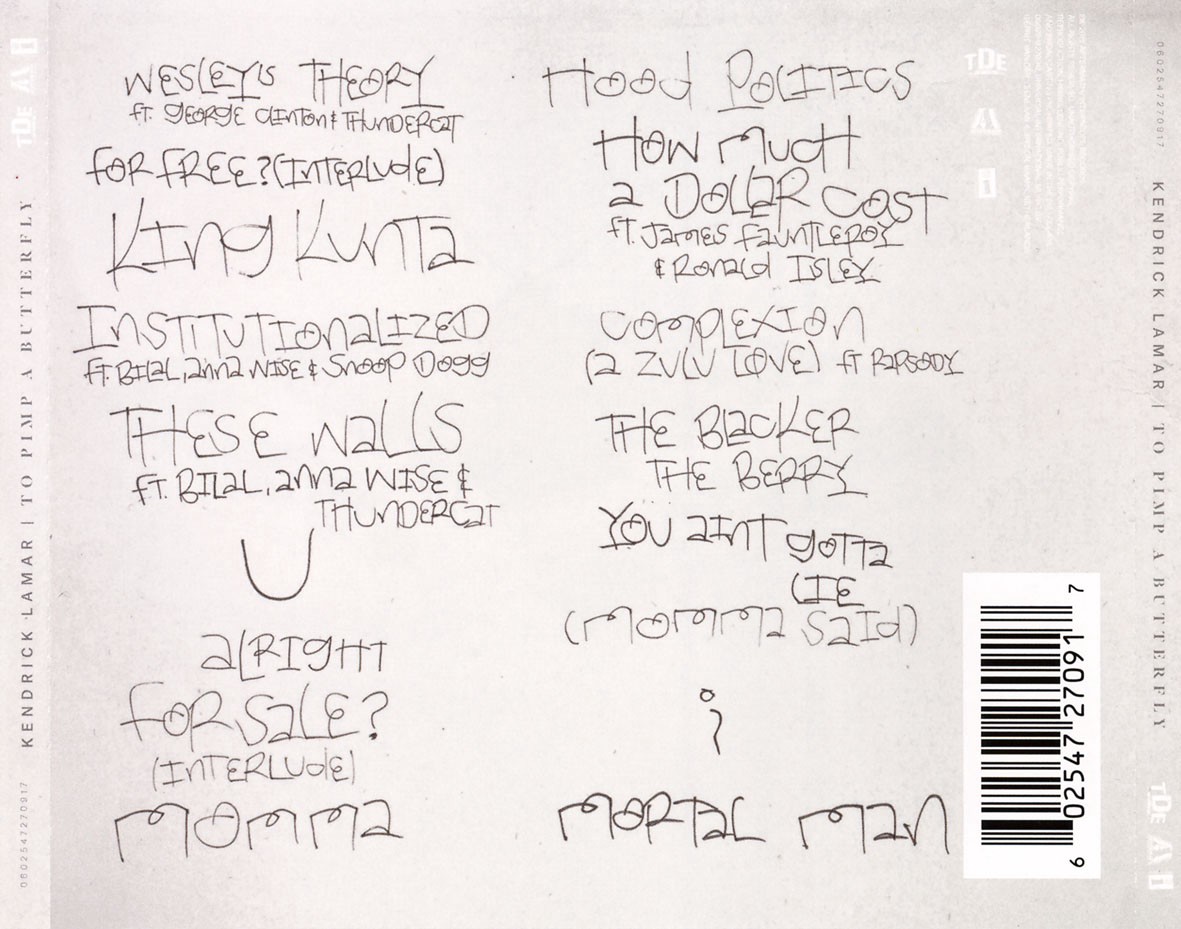 WESLEY'S THEORY
ft. GEORGE CLINTON & THUNDERCAT
FOR FREE? (INTERLUDE)
KING KUNTA
INSTITUTIONALIZED
ft. BILAL, anna WISE & SNOOP DOGG
THESE WALLS
ft. BILAL, anna WISE &
THUNDERCAT
U
ALRIGHT
FOR SALE?
(INTERLUDE)
MOMMA
HOOD POLITICS
HOW MUCH
A DOLLAR COST
ft. JAMES FAUNTLEROY
& RONALD ISLEY
COMPLEXION
(A ZULU LOVE) ft RAPSODY
THE BLACKER
THE BERRY
YOU AINT GOTTA
LIE
(MOMMA SAID)
i
MORTAL MAN
KENDRICK LAMAR | TO PIMP A BUTTERFLY
TDE
0602547270917
TDE
6 02547 27091 7
0602547270917
KENDRICK LAMAR | TO PIMP A BUTTERFLY
TDE